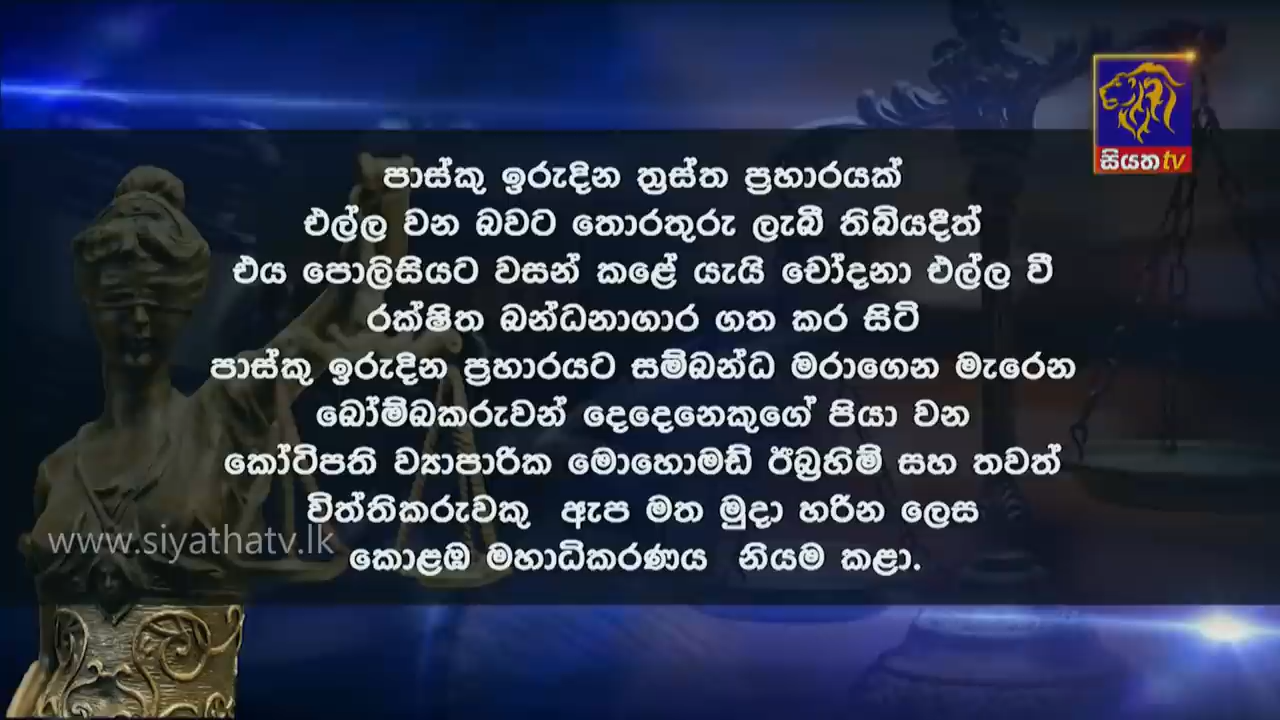 සියත tv
පාස්කු ඉරුදින ත්‍රස්ත ප්‍රහාරයක්
එල්ල වන බවට තොරතුරු ලැබී තිබියදීත්
එය පොලිසියට වසන් කළේ යැයි චෝදනා එල්ල වී
රක්ෂිත බන්ධනාගාර ගත කර සිටි
පාස්කු ඉරුදින ප්‍රහාරයට සම්බන්ධ මරාගෙන මැරෙන
බෝම්බකරුවන් දෙදෙනෙකුගේ පියා වන
කෝටිපති ව්‍යාපාරික මොහොමඩ් ඊබ්‍රහිම් සහ තවත්
විත්තිකරුවකු ඇප මත මුදා හරින ලෙස
කොළඹ මහාධිකරණය නියම කළා.
www.siyathatv.lk